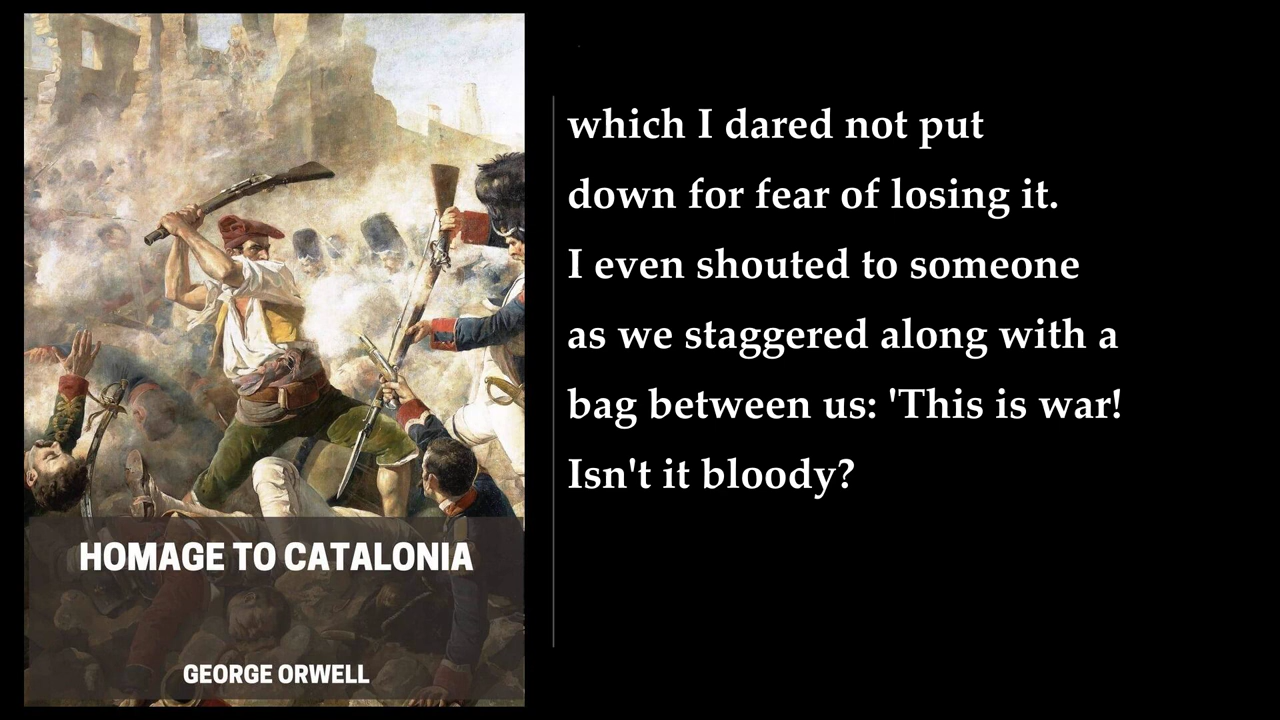 HOMAGE TO CATALONIA
GEORGE ORWELL
which I dared not put
down for fear of losing it.
I even shouted to someone
as we staggered along with a
bag between us: 'This is war!
Isn't it bloody?